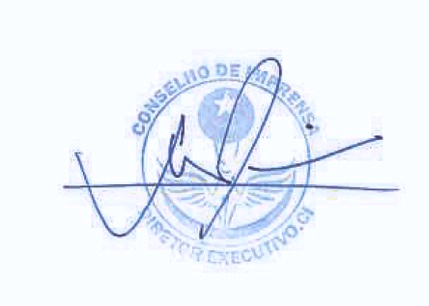 CONSELHO DE IMPRENSA
DIRETOR EXECUTIVO.CI